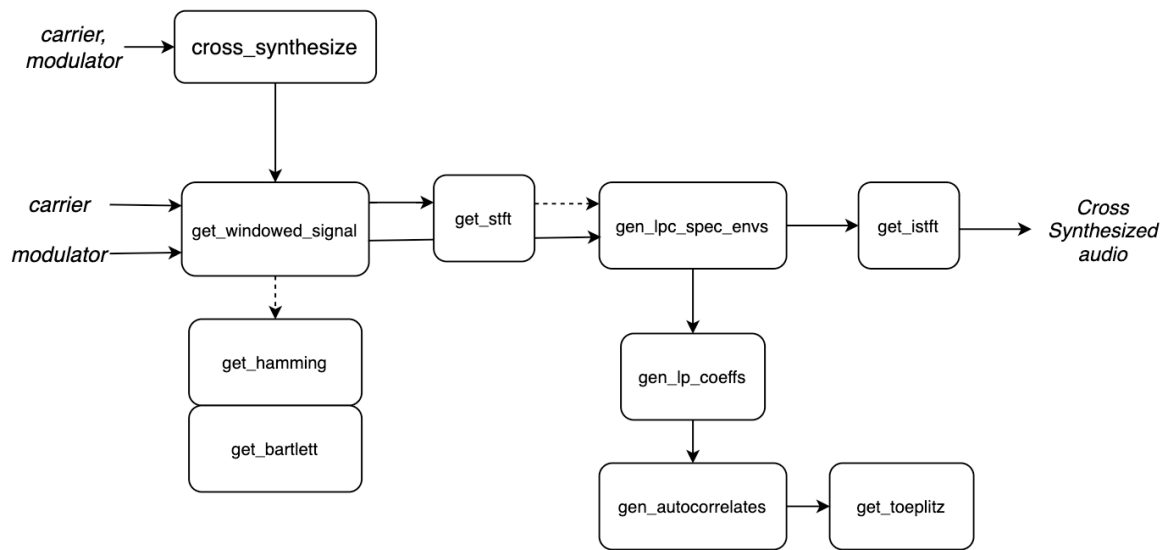 carrier,
modulator
cross_synthesize
carrier
modulator
get_windowed_signal
get_stft
gen_lpc_spec_envs
get_istft
Cross
Synthesized
audio
get_hamming
get_bartlett
gen_lp_coeffs
gen_autocorrelates
get_toeplitz